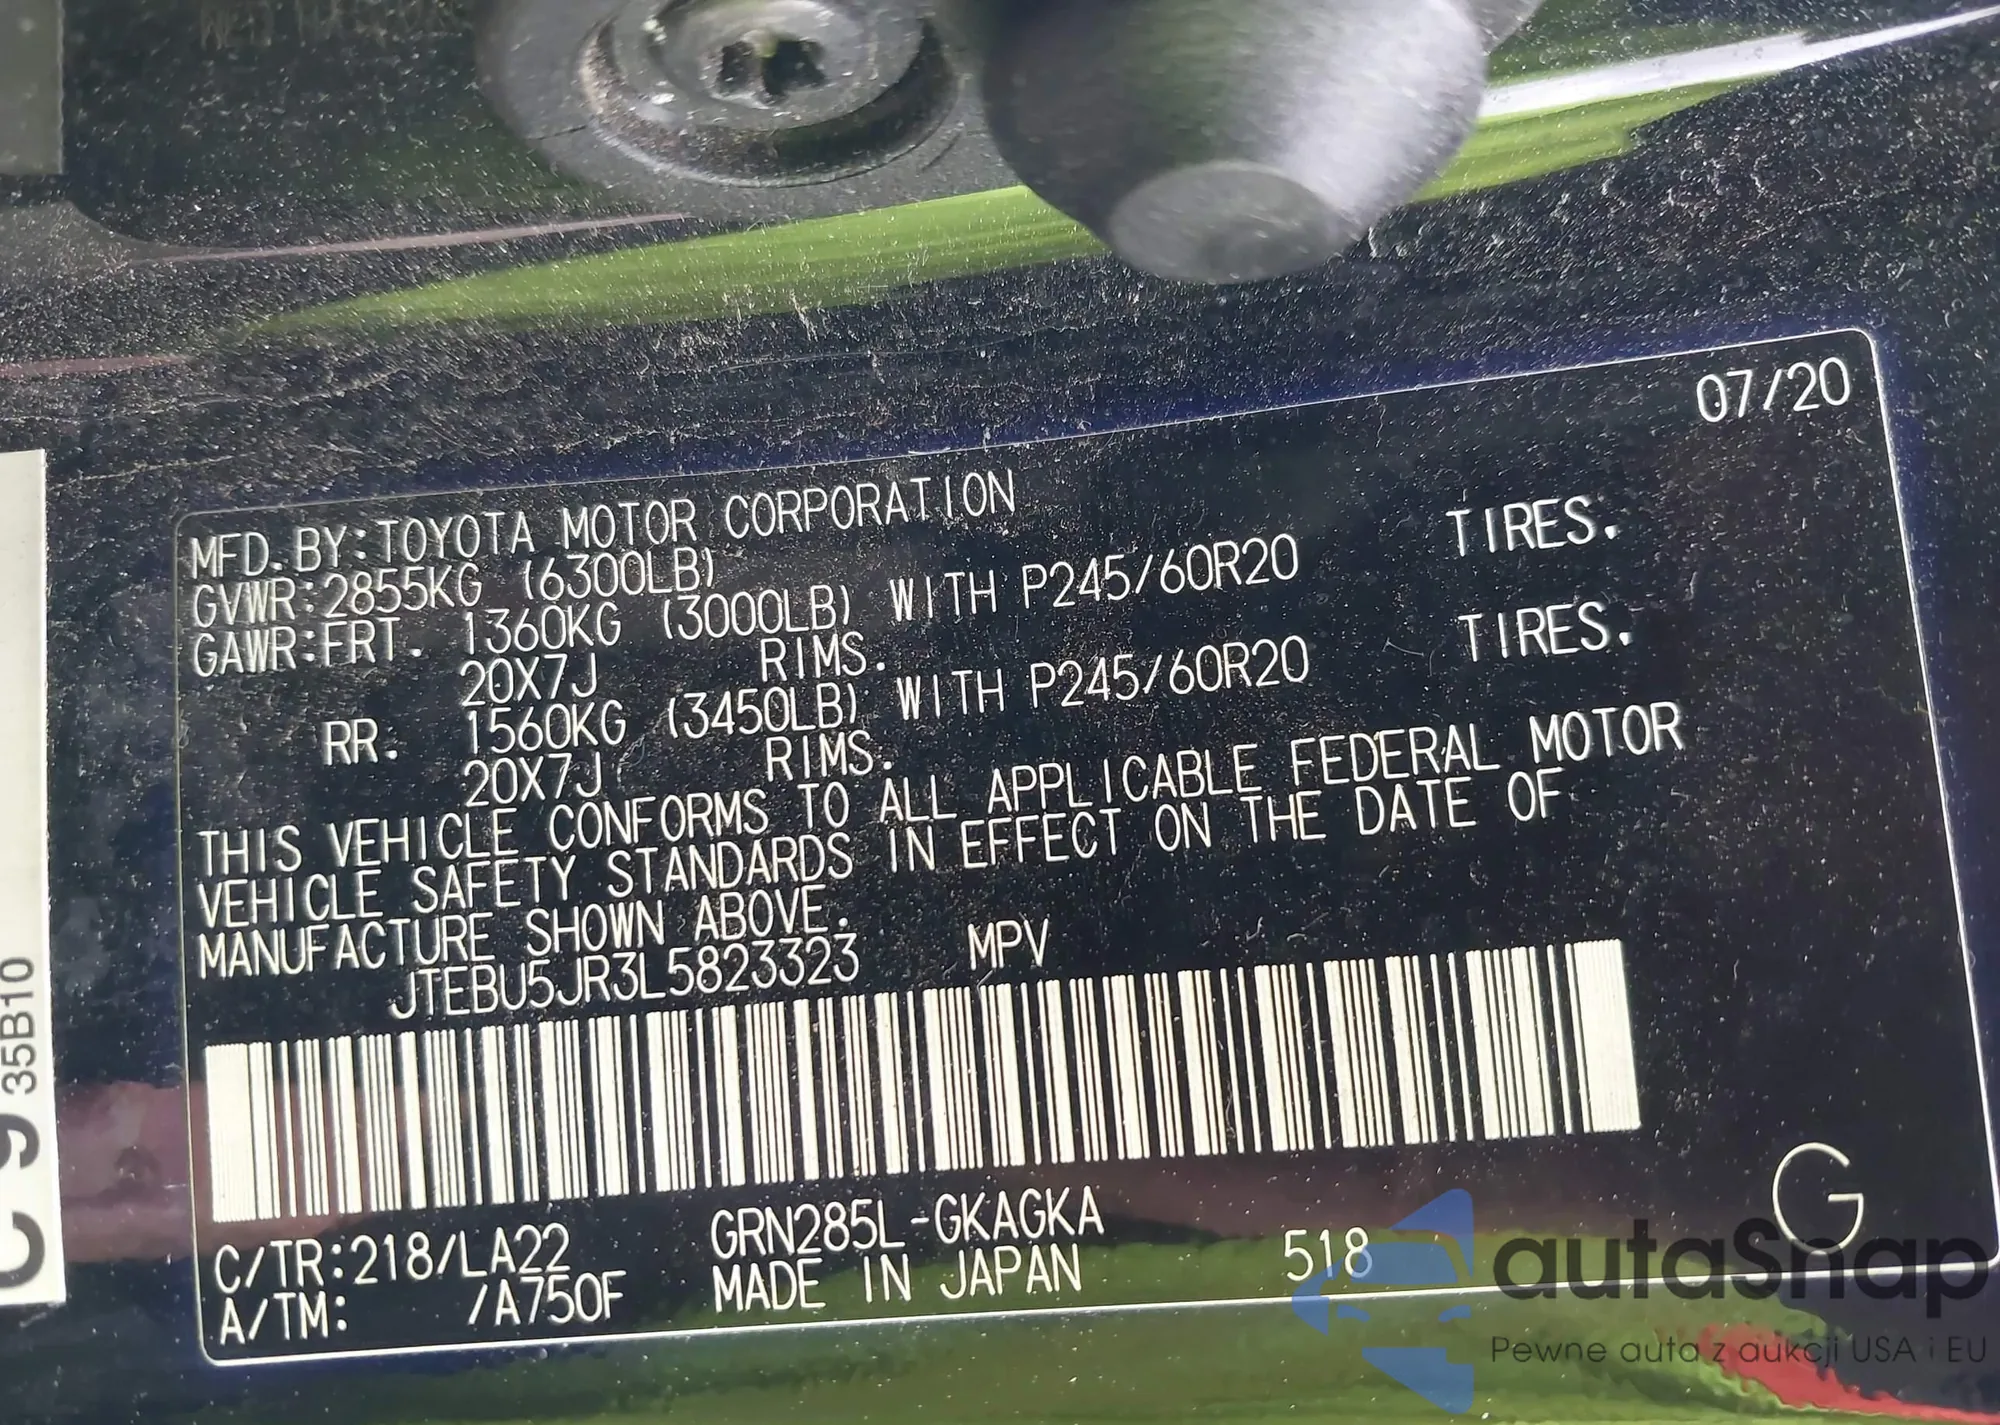 07/20
MFD.BY:TOYOTA MOTOR CORPORATION
GVWR:2855KG (6300LB)
GAWR:FRT. 1360KG (3000LB) WITH P245/60R20 TIRES.
20X7J RIMS.
RR. 1560KG (3450LB) WITH P245/60R20 TIRES.
20X7J RIMS.
THIS VEHICLE CONFORMS TO ALL APPLICABLE FEDERAL MOTOR
VEHICLE SAFETY STANDARDS IN EFFECT ON THE DATE OF
MANUFACTURE SHOWN ABOVE.
JTEBU5JR3L5823323 MPV
C/TR:218/LA22 GRN285L-GKAGKA
A/TM: /A750F MADE IN JAPAN 518 G
35B10
autoSnap
Pewne auta z aukcji USA i EU